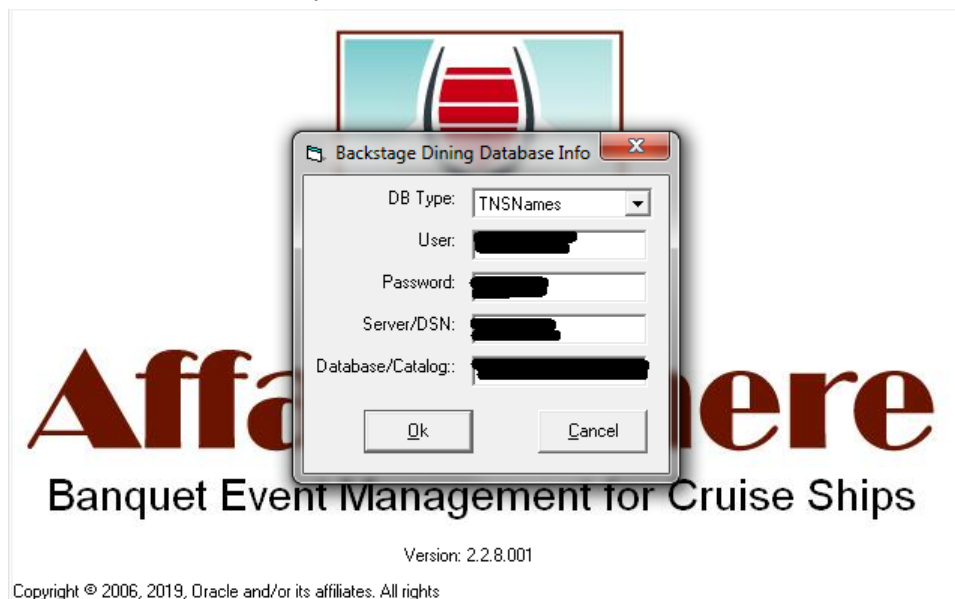 Backstage Dining Database Info
DB Type: TNSNames
User:
Password:
Server/DSN:
Database/Catalog::
Ok Cancel
Banquet Event Management for Cruise Ships
Version: 2.2.8.001
Copyright © 2006, 2019, Oracle and/or its affiliates. All rights